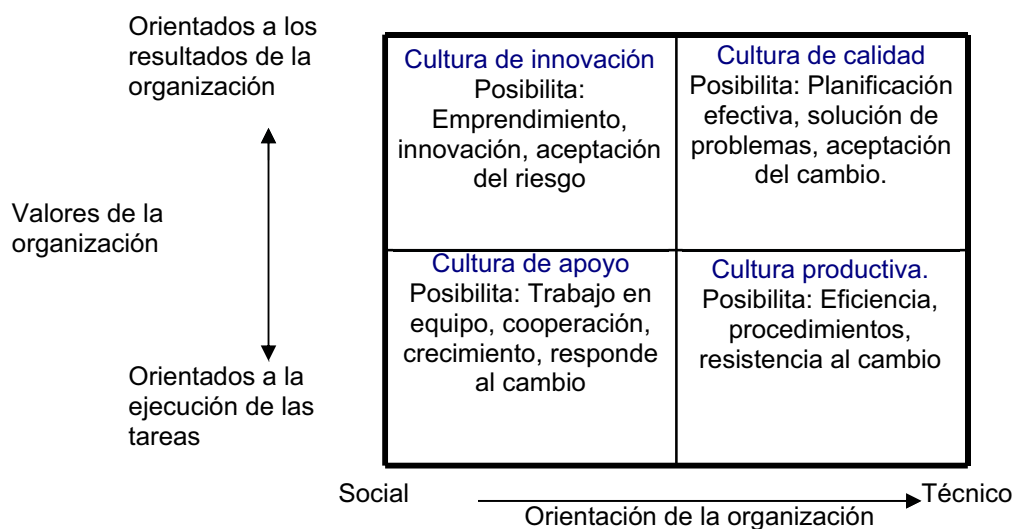 Orientados a los
resultados de la
organización
Valores de la
organización
Orientados a la
ejecución de las
tareas
Cultura de innovación
Posibilita:
Emprendimiento,
innovación, aceptación
del riesgo
Cultura de calidad
Posibilita: Planificación
efectiva, solución de
problemas, aceptación
del cambio.
Cultura de apoyo
Posibilita: Trabajo en
equipo, cooperación,
crecimiento, responde
al cambio
Cultura productiva.
Posibilita: Eficiencia,
procedimientos,
resistencia al cambio
Social
Técnico
Orientación de la organización